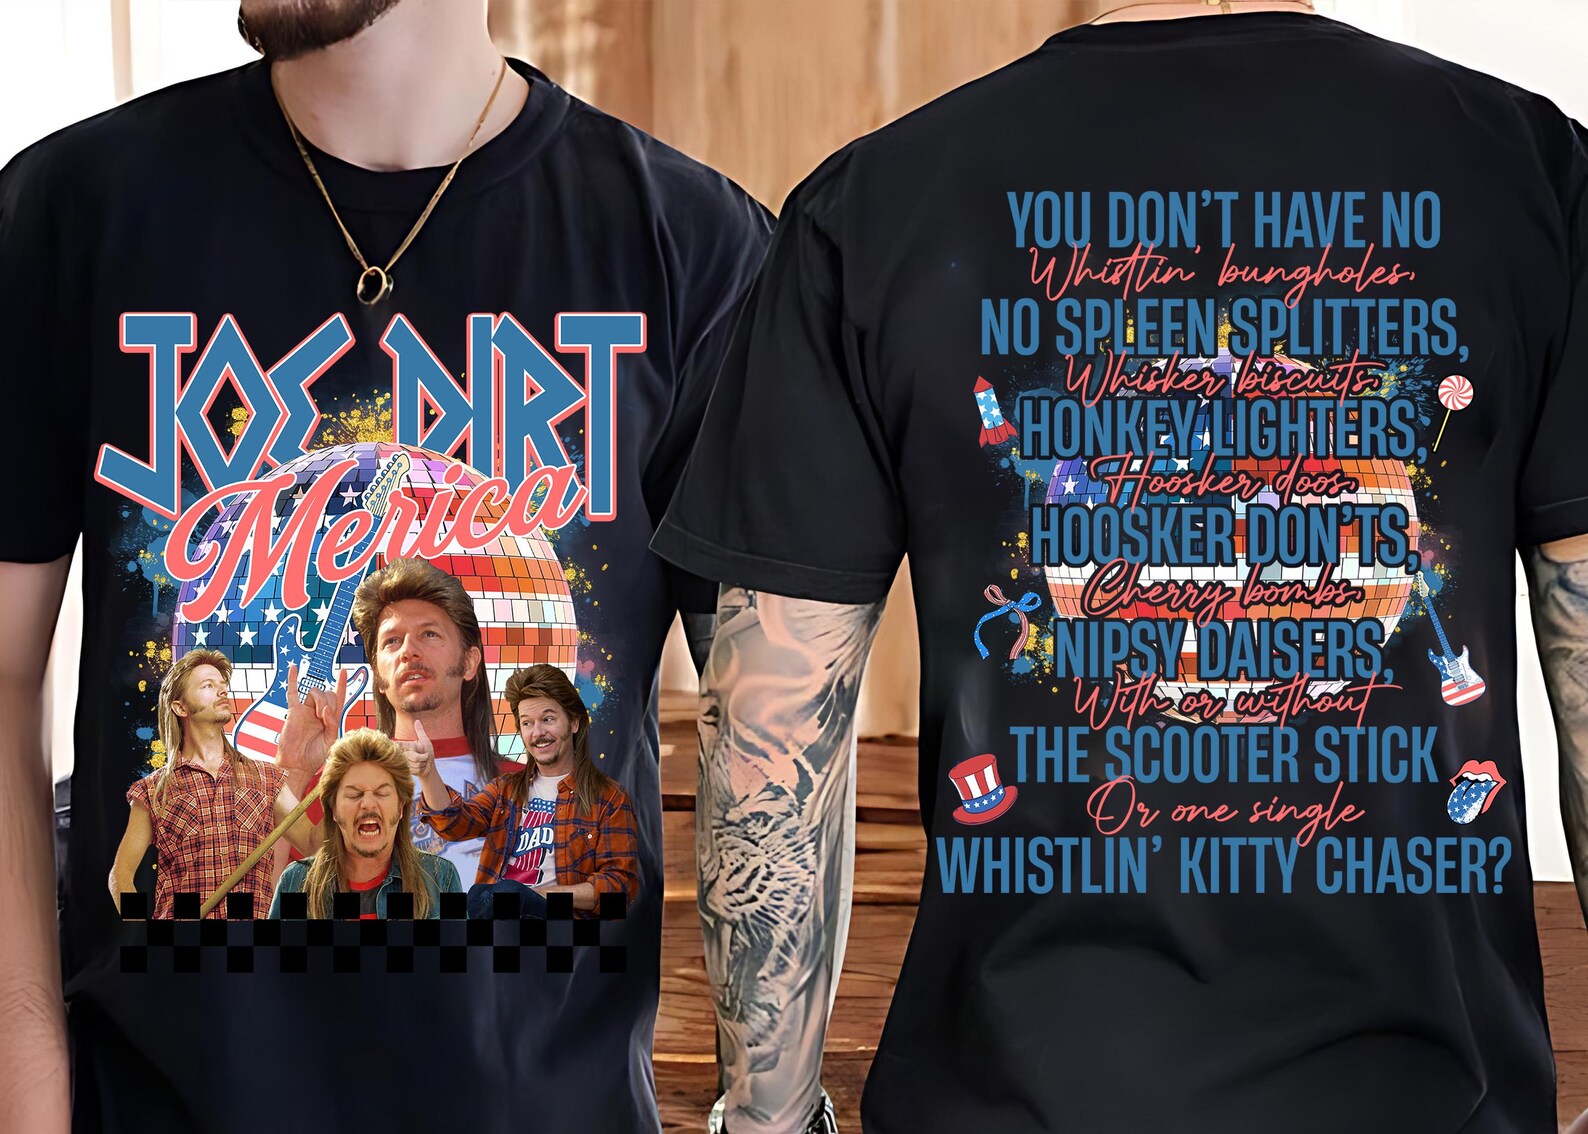 JOE DIRT
'Merica
DAD
YOU DON'T HAVE NO
Whistlin' bungholes,
NO SPLEEN SPLITTERS,
Whisker biscuits,
HONKEY LIGHTERS,
Hoosker doos,
HOOSKER DON'TS,
Cherry bombs,
NIPSY DAISERS,
With or without
THE SCOOTER STICK
Or one single
WHISTLIN' KITTY CHASER?